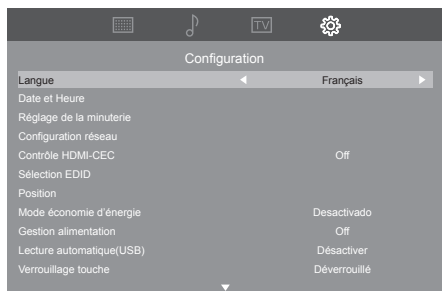 TV
Configuration
Langue Français
Date et Heure
Réglage de la minuterie
Configuration réseau
Contrôle HDMI-CEC Off
Sélection EDID
Position
Mode économie d'énergie Desactivado
Gestion alimentation Off
Lecture automatique(USB) Désactiver
Verrouillage touche Déverrouillé